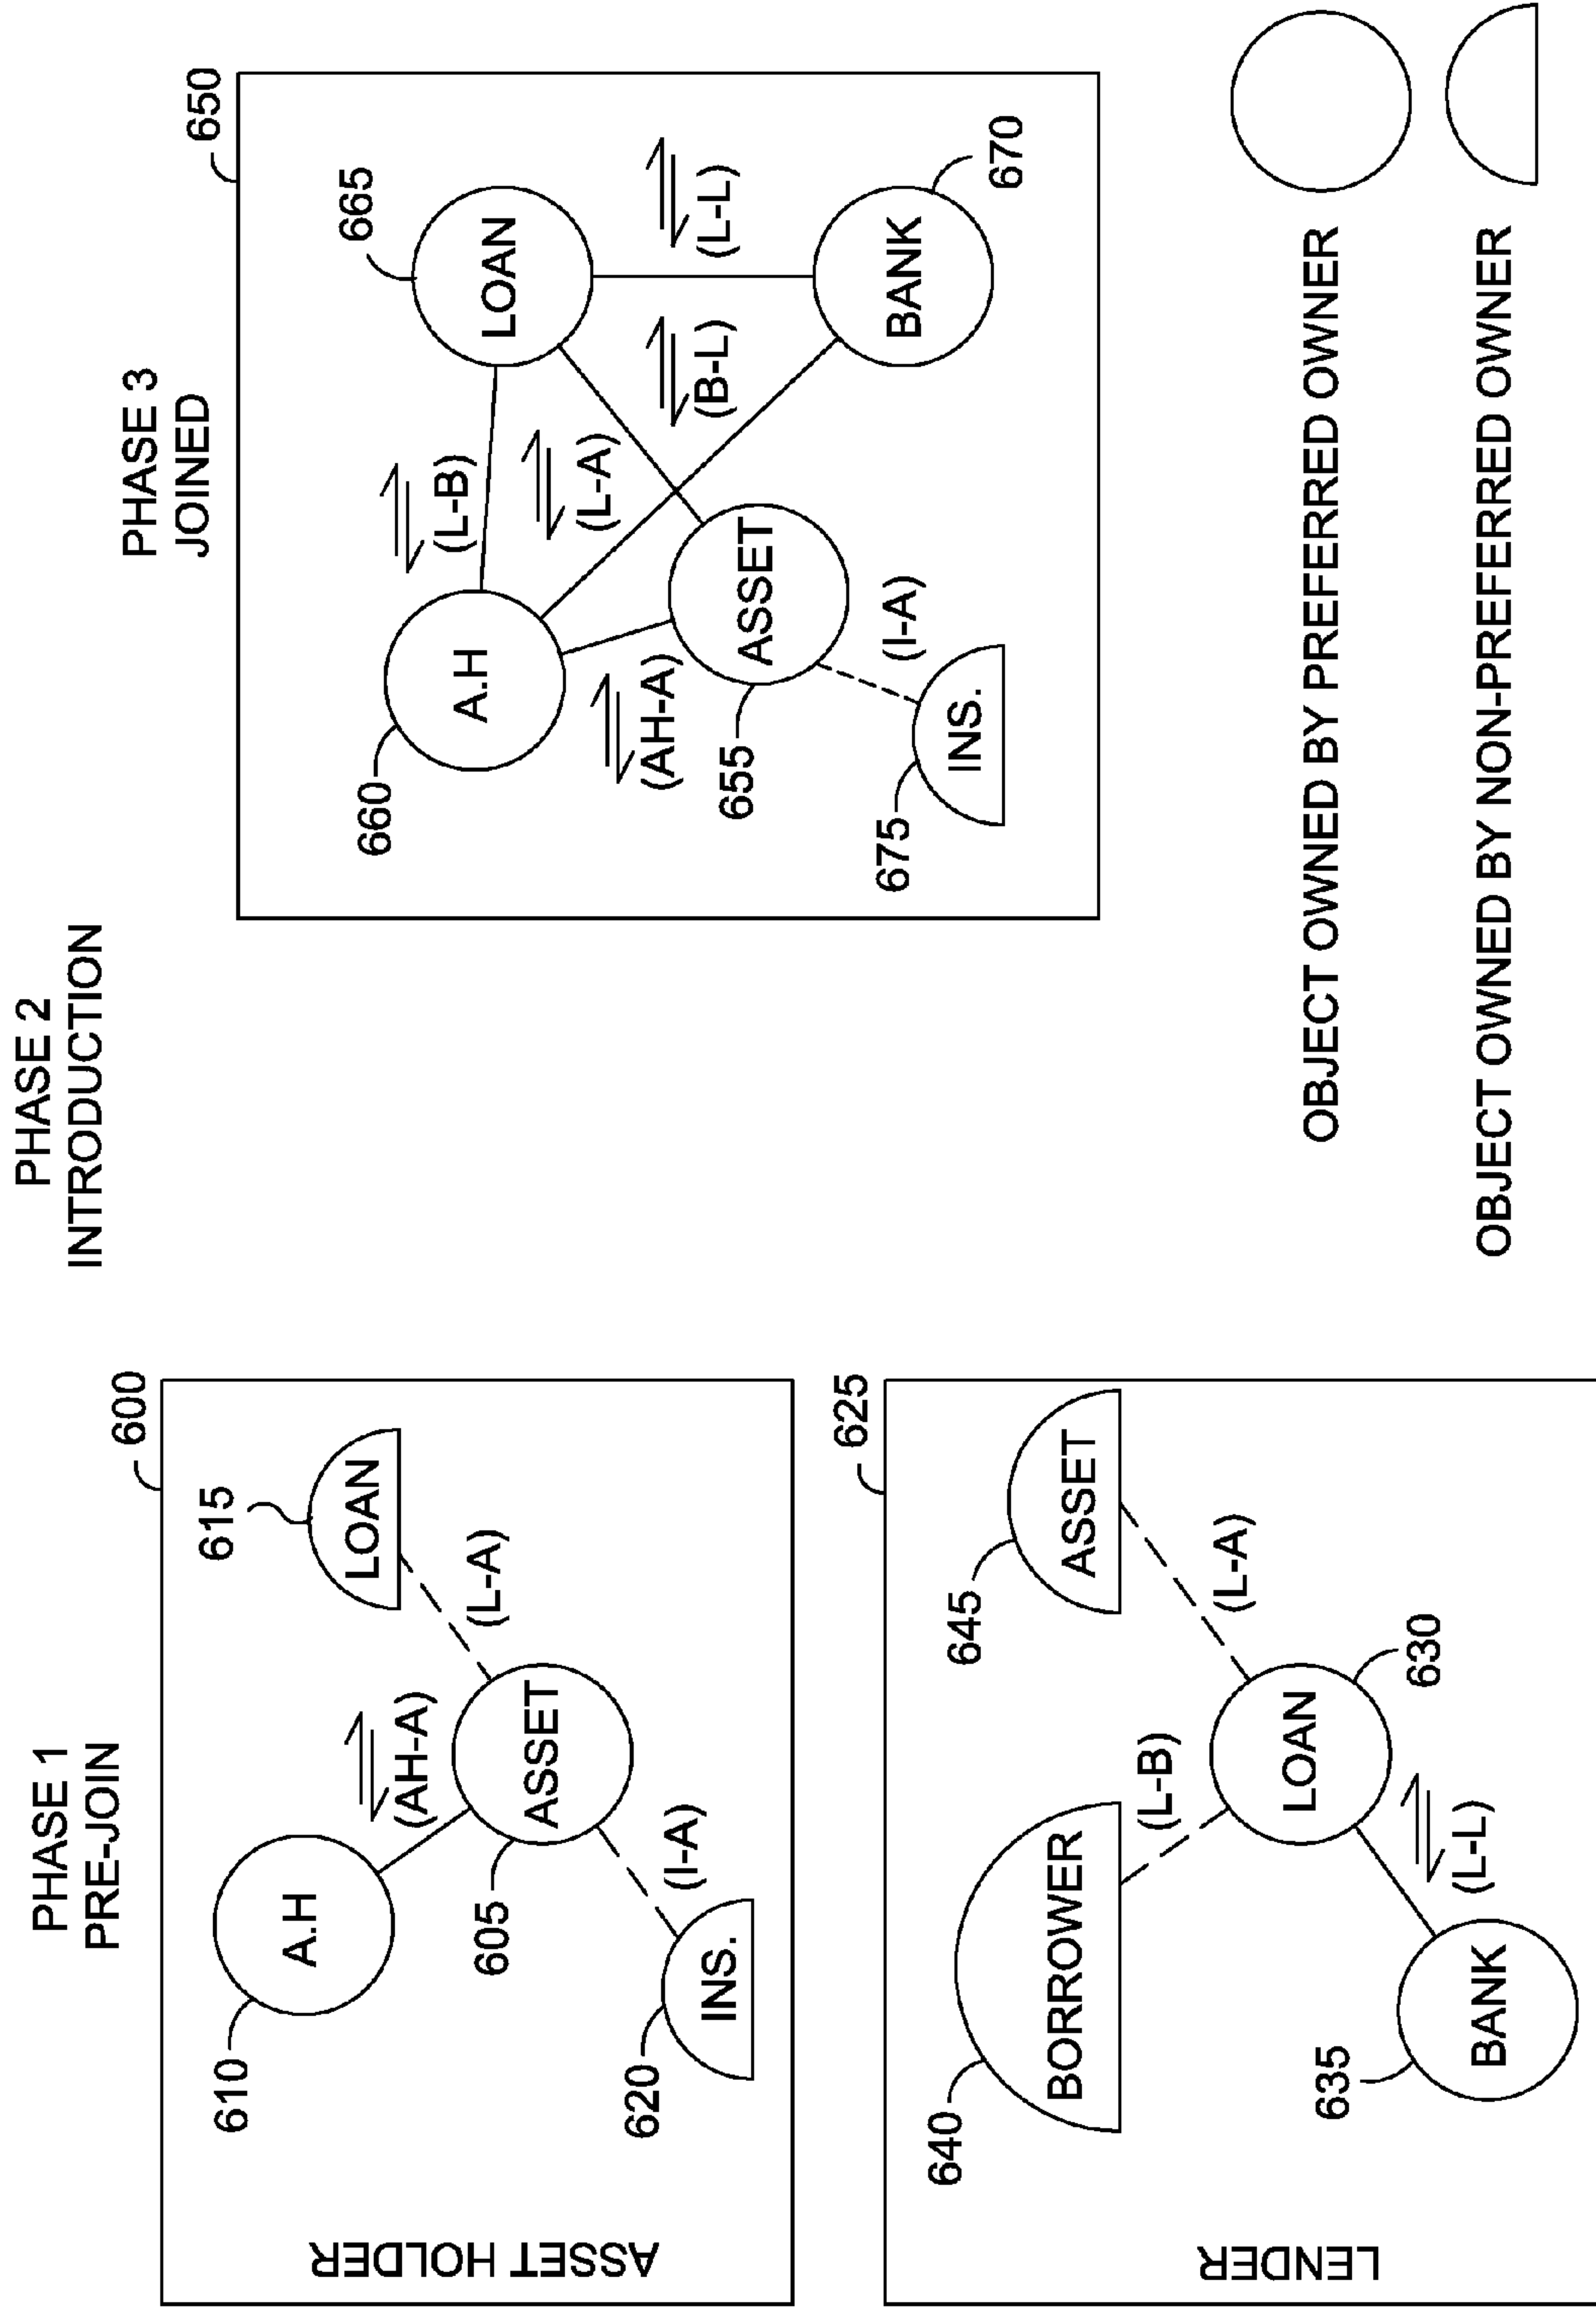 PHASE 1
PRE-JOIN
PHASE 2
INTRODUCTION
PHASE 3
JOINED
600
ASSET HOLDER
610
A.H
(AH-A)
615
LOAN
(L-A)
605
ASSET
620
INS.
(I-A)
625
LENDER
640
BORROWER
(L-B)
645
ASSET
(L-A)
LOAN
630
635
BANK
(L-L)
650
660
A.H
(L-B)
665
LOAN
(AH-A)
(L-A)
(B-L)
(L-L)
655
ASSET
675
INS.
(I-A)
BANK
670
OBJECT OWNED BY PREFERRED OWNER
OBJECT OWNED BY NON-PREFERRED OWNER